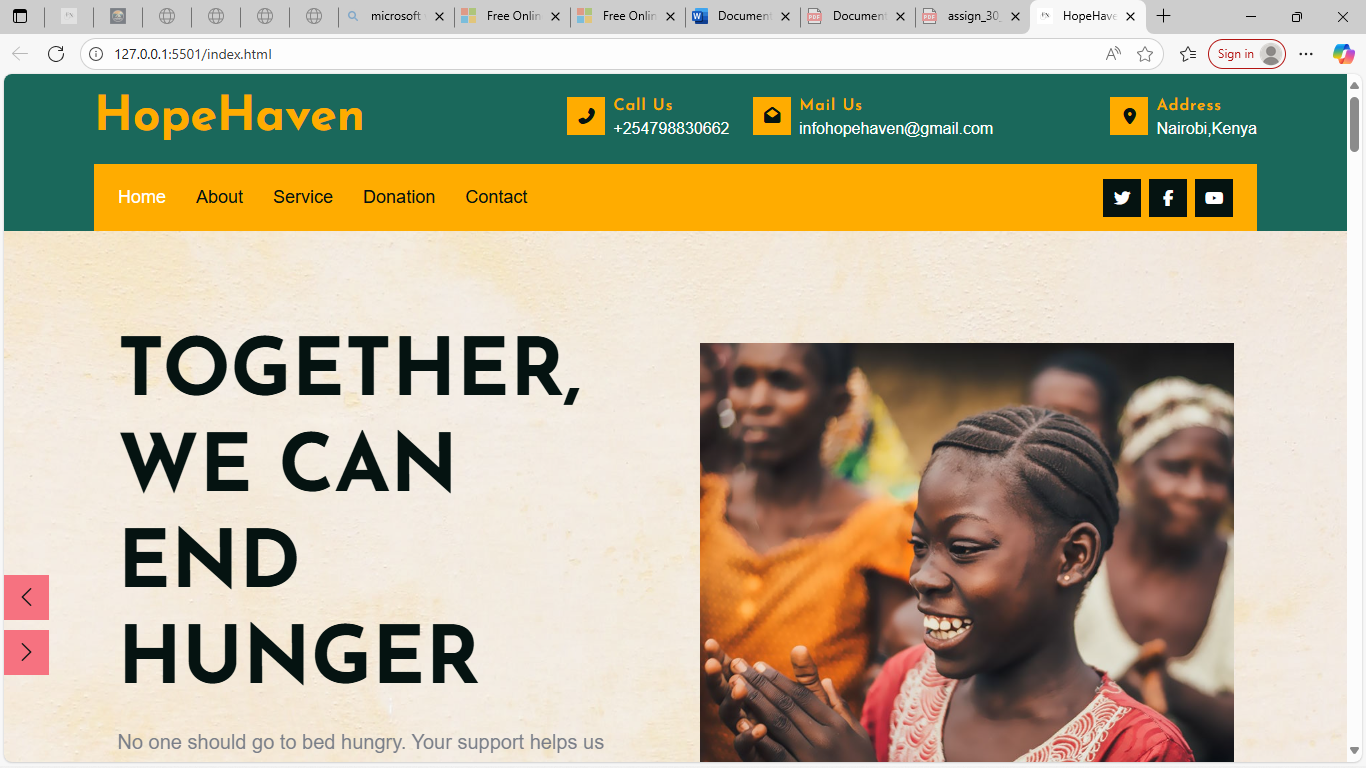 microsoft
Free Onlin
Free Onlin
Document
Document
assign_30_
HopeHave
127.0.0.1:5501/index.html
Sign in
HopeHaven
Call Us
+254798830662
Mail Us
infohopehaven@gmail.com
Address
Nairobi,Kenya
Home About Service Donation Contact
TOGETHER,
WE CAN
END
HUNGER
No one should go to bed hungry. Your support helps us